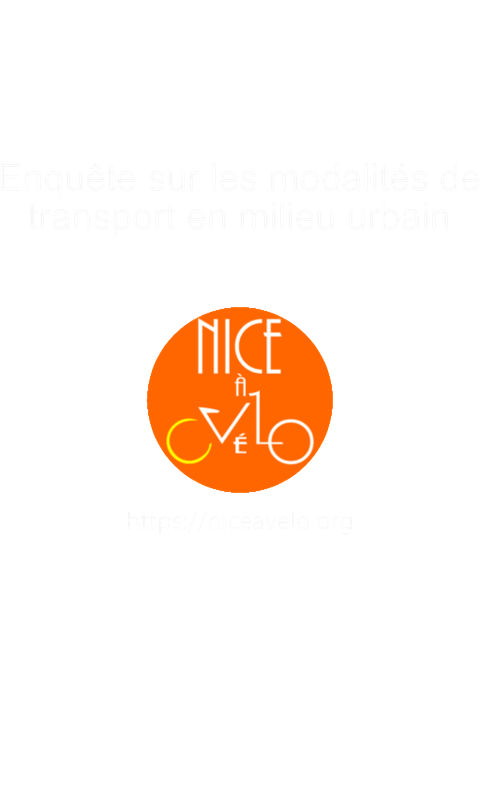 Enquête sur les modalités de
transport en milieu urbain
NICE
À
VÉLO
https://niceavelo.org